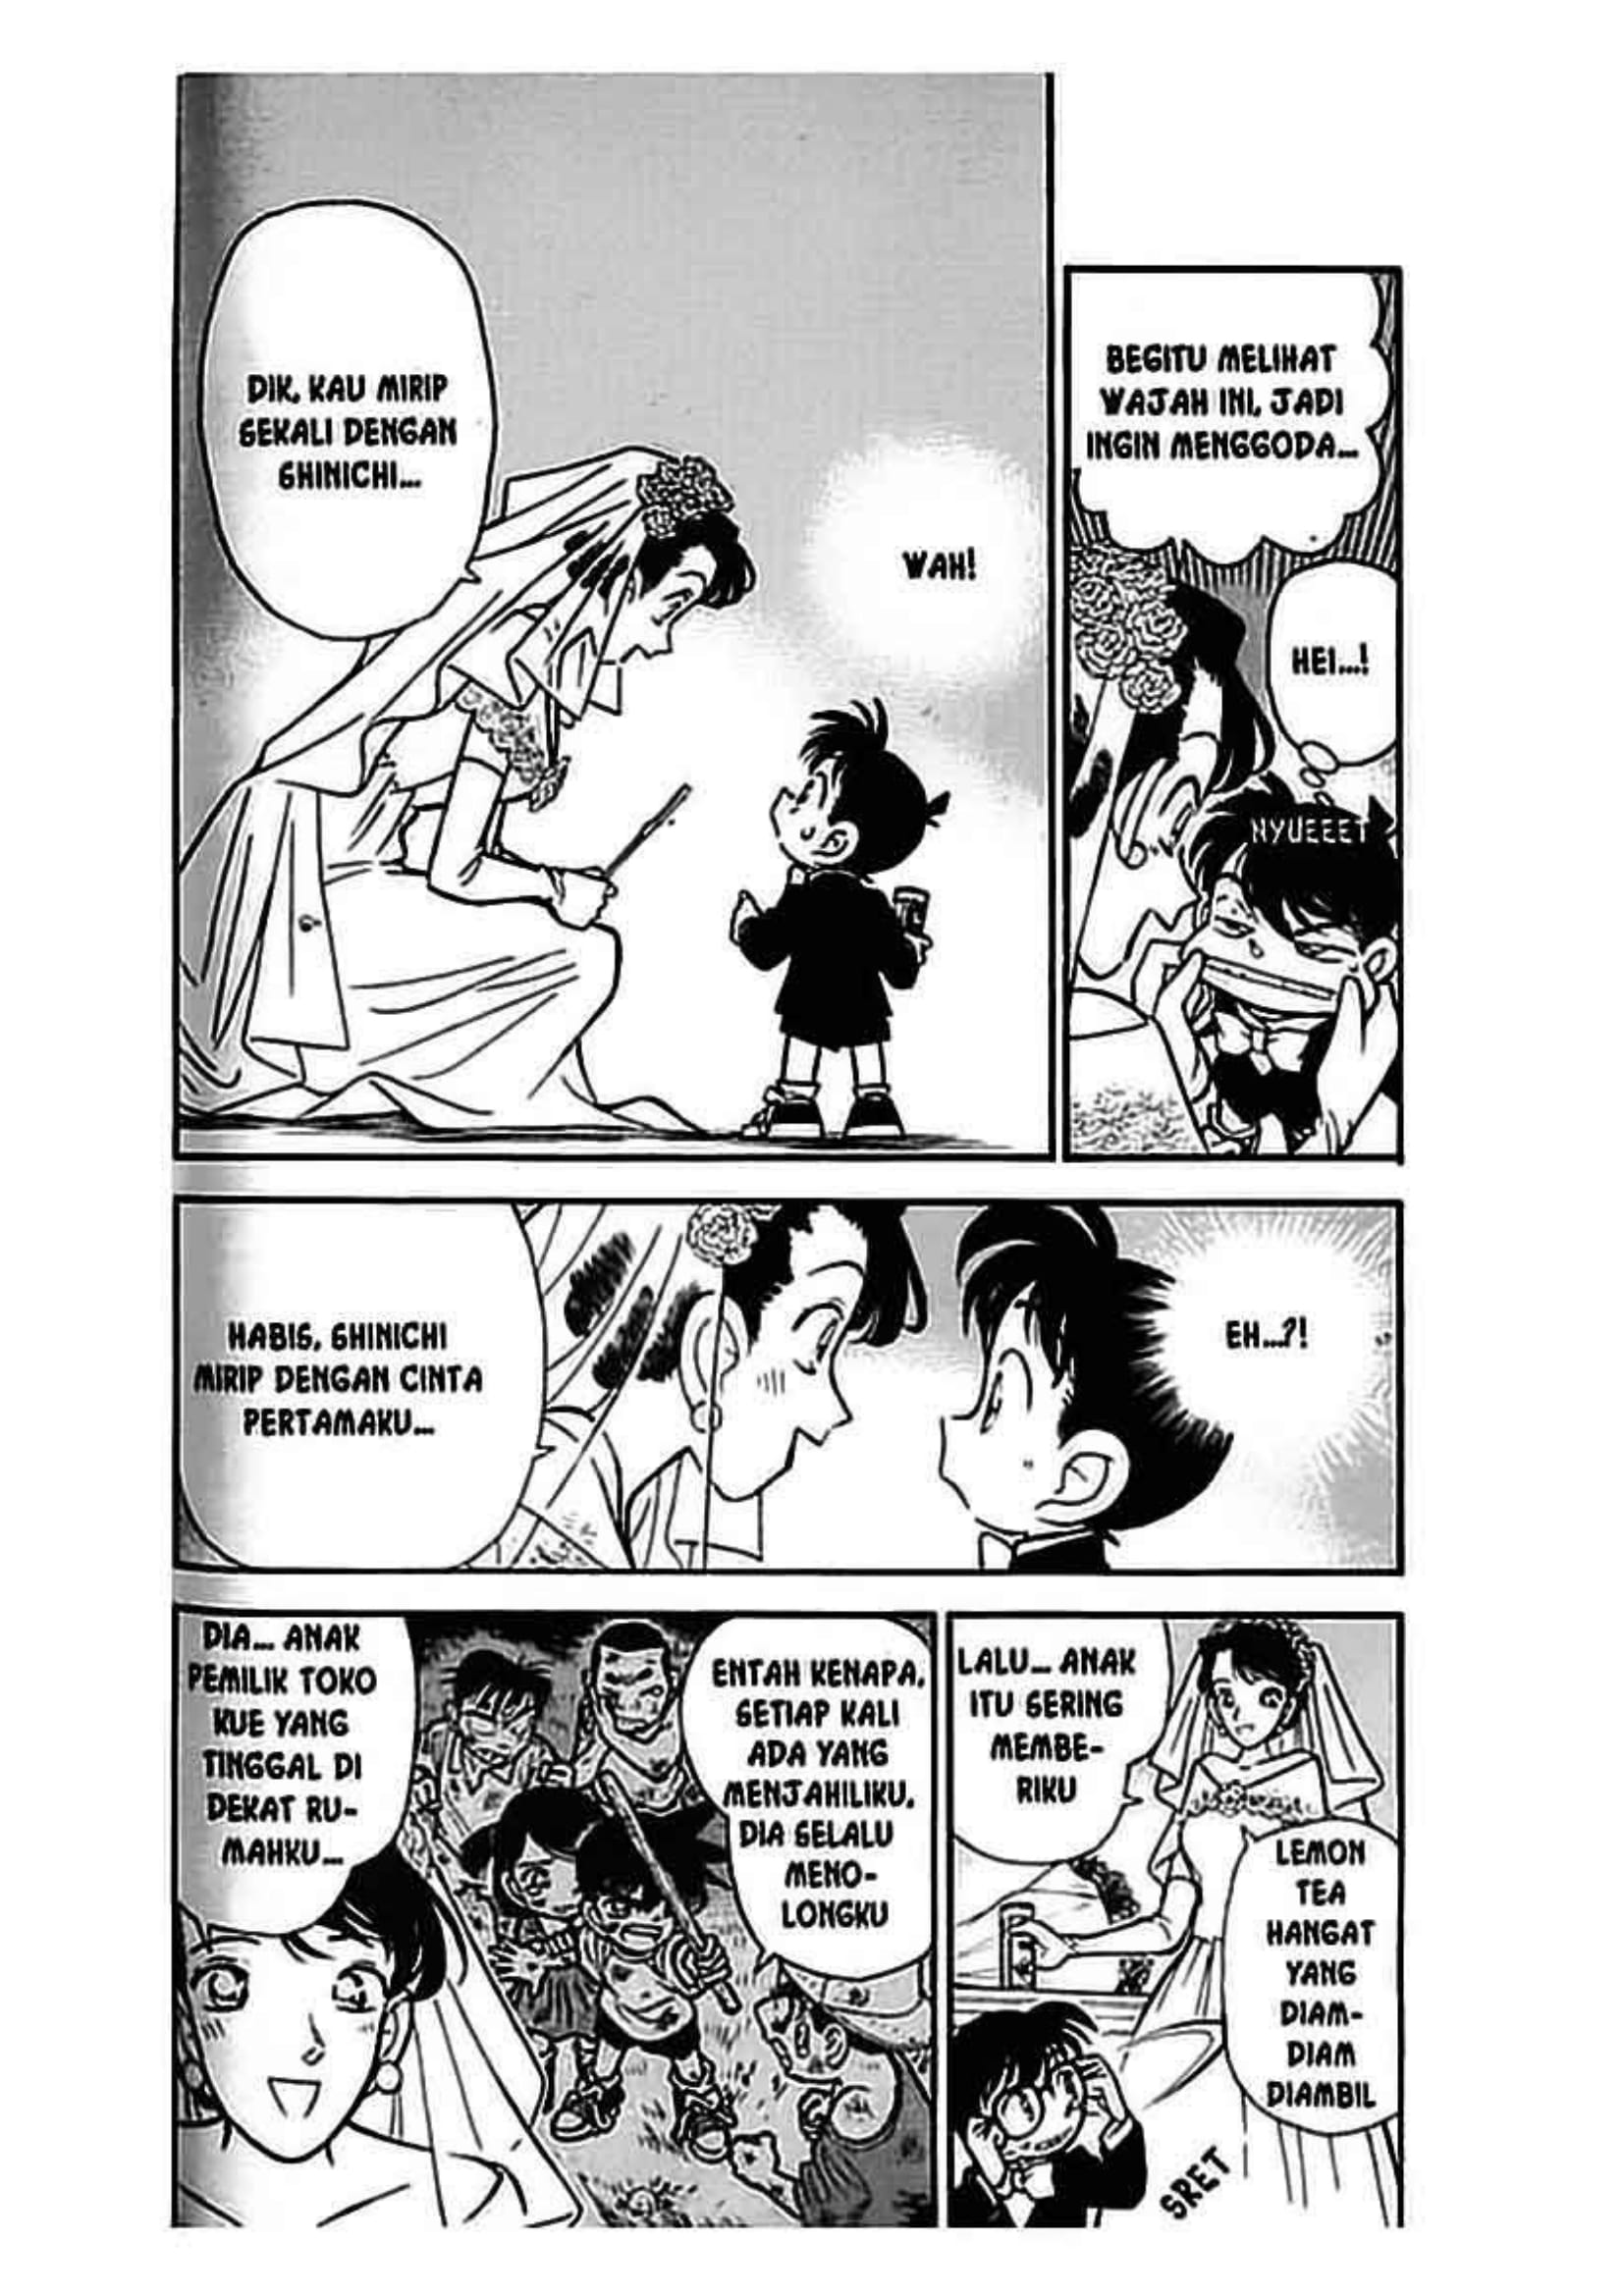 BEGITU MELIHAT
WAJAH INI, JADI
INGIN MENGGODA...
HEI...!
NYUEEET
WAH!
DIK, KAU MIRIP
SEKALI DENGAN
SHINICHI...
EH...?!
HABIS, SHINICHI
MIRIP DENGAN CINTA
PERTAMAKU...
LALU... ANAK
ITU SERING
MEMBE-
RIKU
LEMON
TEA
HANGAT
YANG
DIAM-
DIAM
DIAMBIL
SRET
ENTAH KENAPA,
SETIAP KALI
ADA YANG
MENJAHILIKU,
DIA SELALU
MENO-
LONGKU
DIA... ANAK
PEMILIK TOKO
KUE YANG
TINGGAL DI
DEKAT RU-
MAHKU...